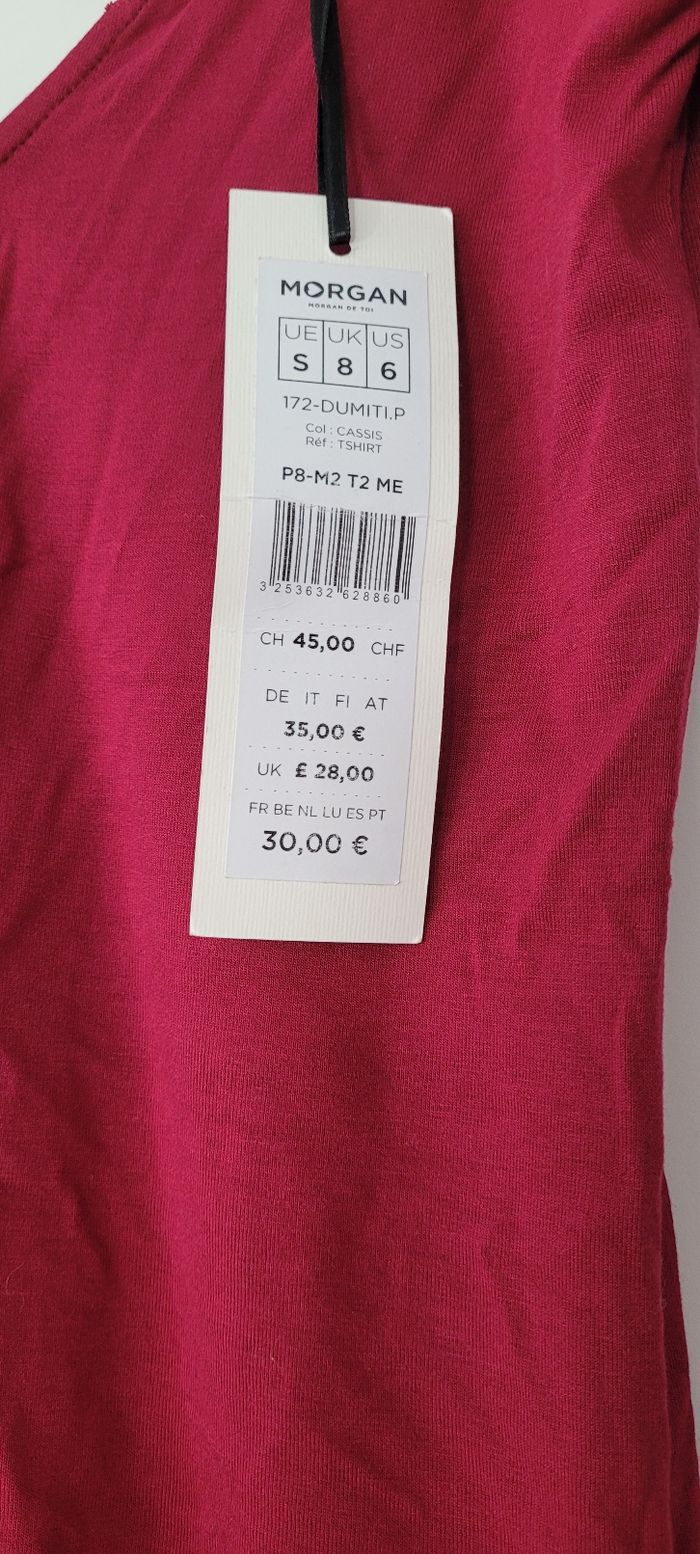 MORGAN
MORGAN DE TOI
UE UK US
S 8 6
172-DUMITI.P
Col : CASSIS
Réf : TSHIRT
P8-M2 T2 ME
3 253632 628860
CH 45,00 CHF
DE IT FI AT
35,00 €
UK £ 28,00
FR BE NL LU ES PT
30,00 €